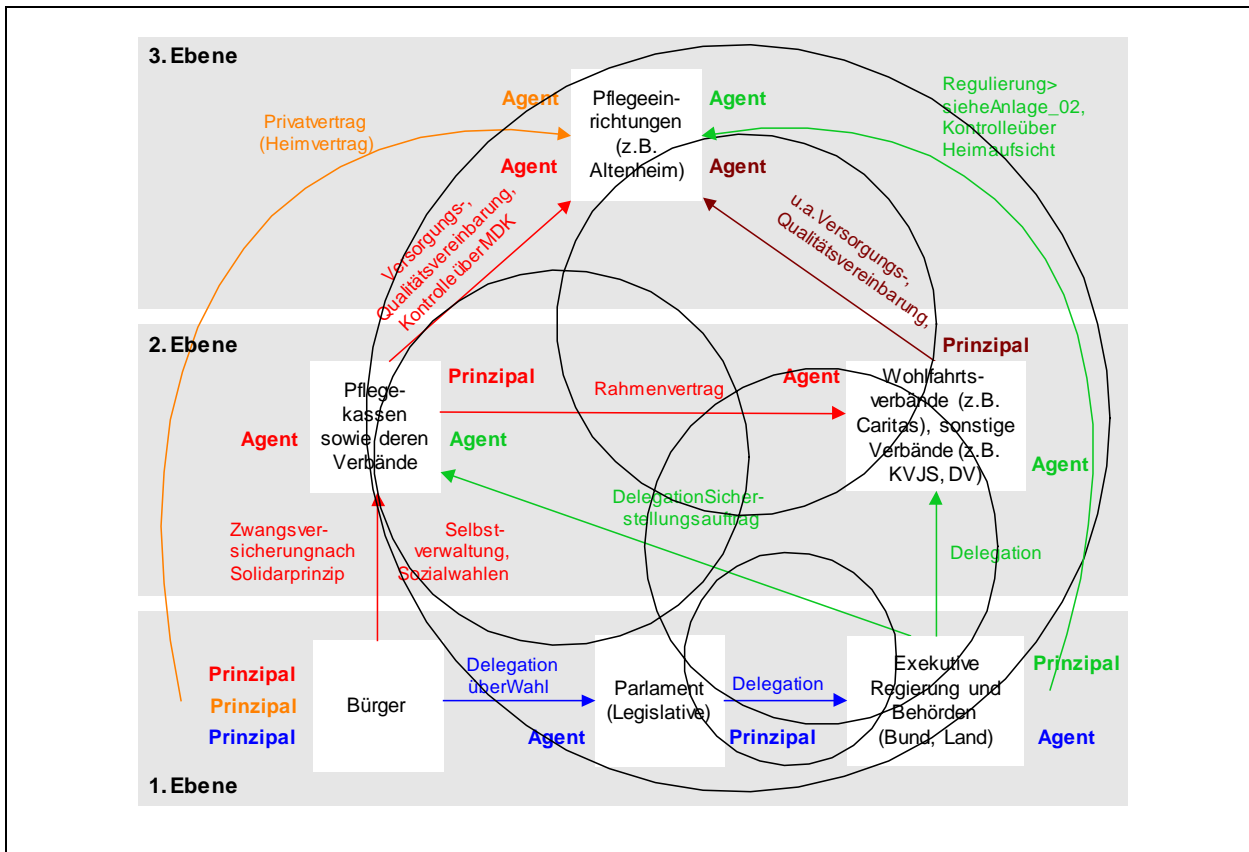 3. Ebene
Agent
Pflegeein-
richtungen
(z.B.
Altenheim)
Agent
Regulierung>
sieheAnlage_02,
Kontrolleüber
Heimaufsicht
Privatvertrag
(Heimvertrag)
Agent
Agent
Versorgungs-,
Qualitätsvereinbarung,
KontrolleüberMDK
u.a.Versorgungs-,
Qualitätsvereinbarung,
2. Ebene
Prinzipal
Pflege-
kassen
sowie deren
Verbände
Prinzipal
Rahmenvertrag
Agent
Wohlfahrts-
verbände (z.B.
Caritas), sonstige
Verbände (z.B.
KVJS, DV)
Agent
Agent
Agent
DelegationSicher-
stellungsauftrag
Zwangsver-
sicherungnach
Solidarprinzip
Selbst-
verwaltung,
Sozialwahlen
Delegation
Prinzipal
Prinzipal
Prinzipal
Bürger
Delegation
überWahl
Agent
Parlament
(Legislative)
Delegation
Prinzipal
Exekutive
Regierung und
Behörden
(Bund, Land)
Prinzipal
Agent
1. Ebene